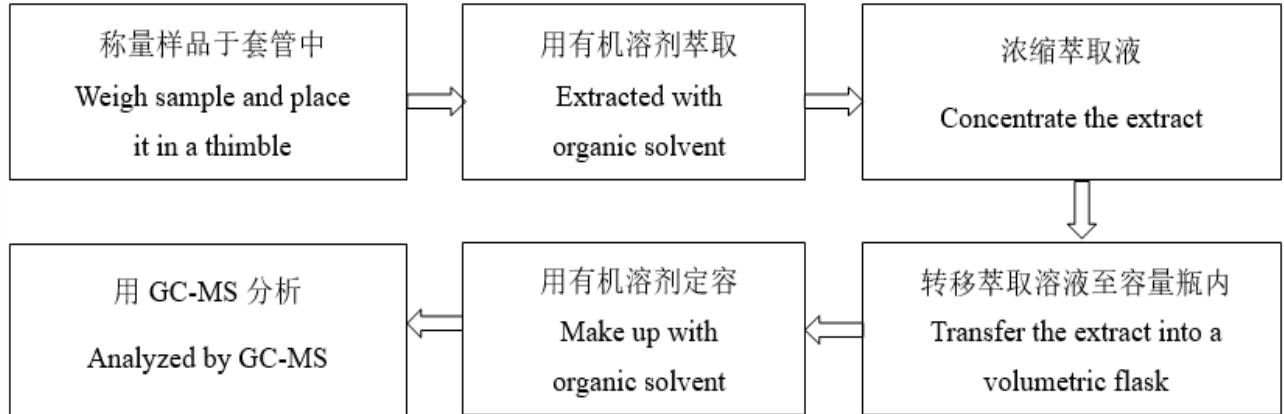 称量样品于套管中
Weigh sample and place
it in a thimble
用有机溶剂萃取
Extracted with
organic solvent
浓缩萃取液
Concentrate the extract
转移萃取溶液至容量瓶内
Transfer the extract into a
volumetric flask
用有机溶剂定容
Make up with
organic solvent
用 GC-MS 分析
Analyzed by GC-MS